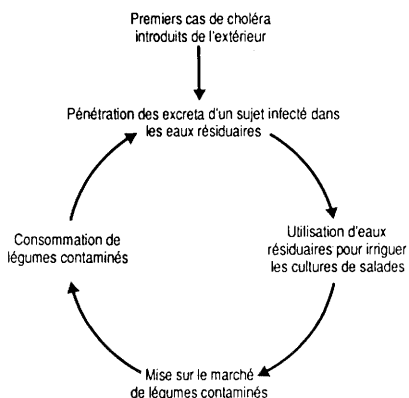 Premiers cas de choléra
introduits de l'extérieur
Pénétration des excreta d'un sujet infecté dans
les eaux résiduaires
Utilisation d'eaux
résiduaires pour irriguer
les cultures de salades
Mise sur le marché
de légumes contaminés
Consommation de
légumes contaminés